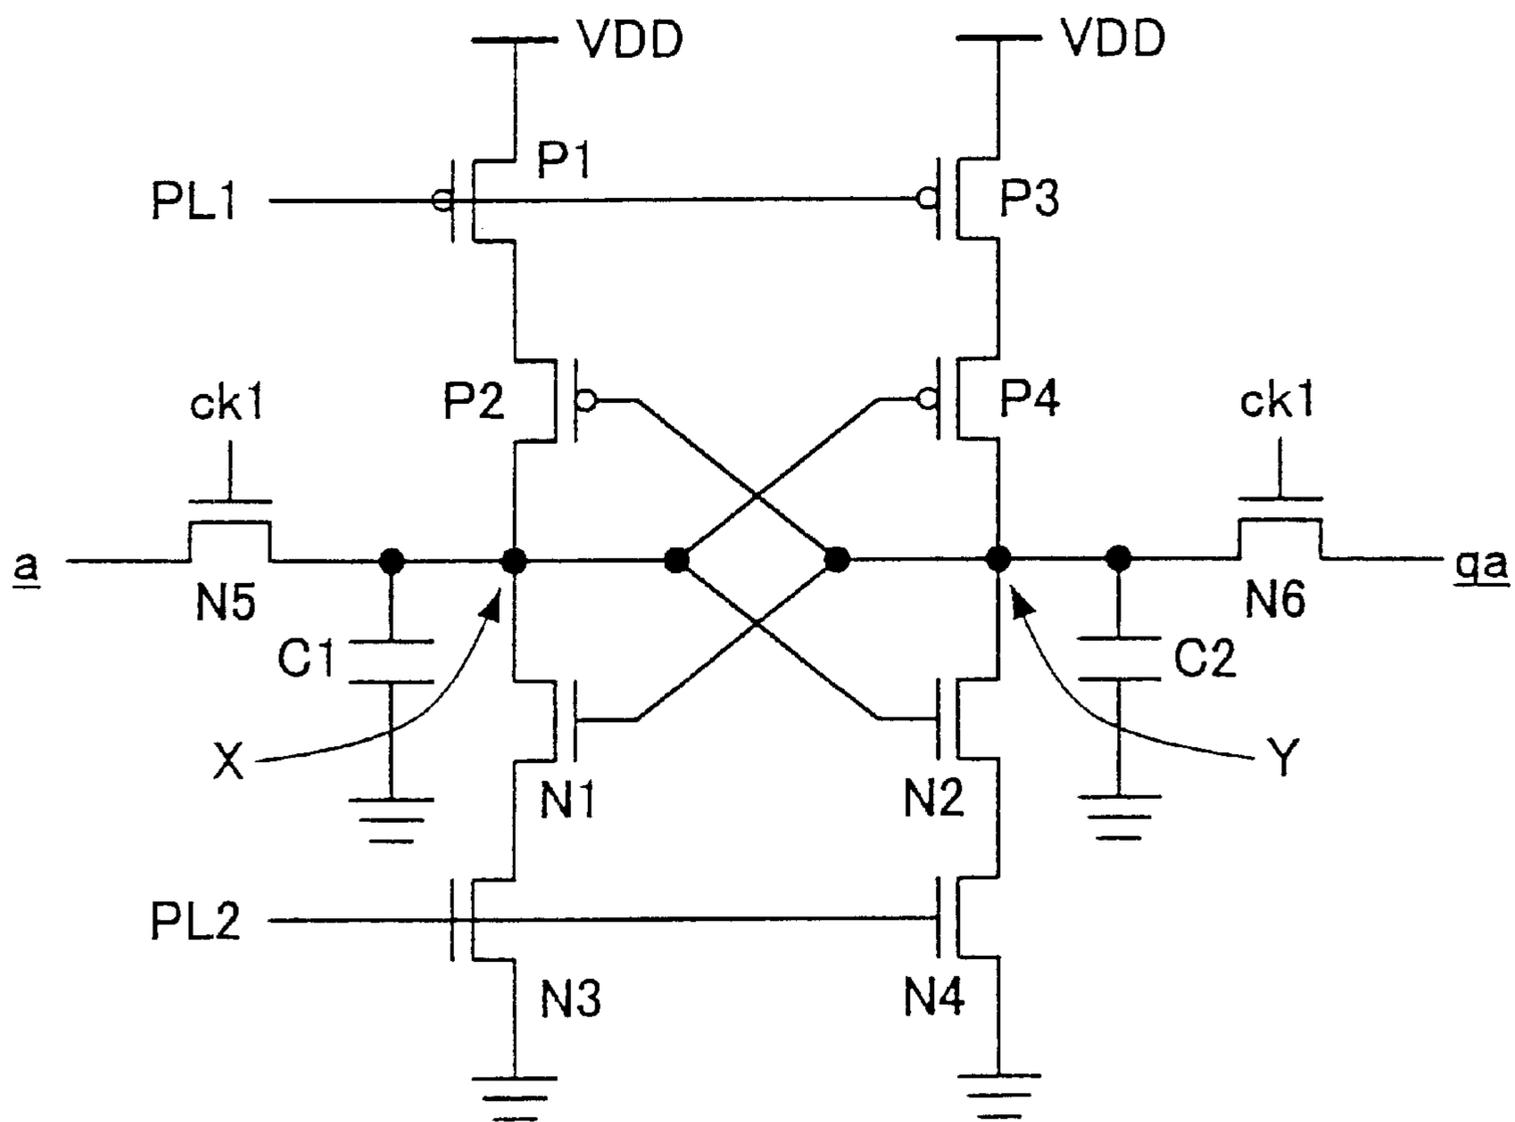 VDD VDD
P1
PL1 P3
ck1 P2 P4 ck1
a N5 N6 qa
C1 C2
X Y
N1 N2
PL2
N3 N4